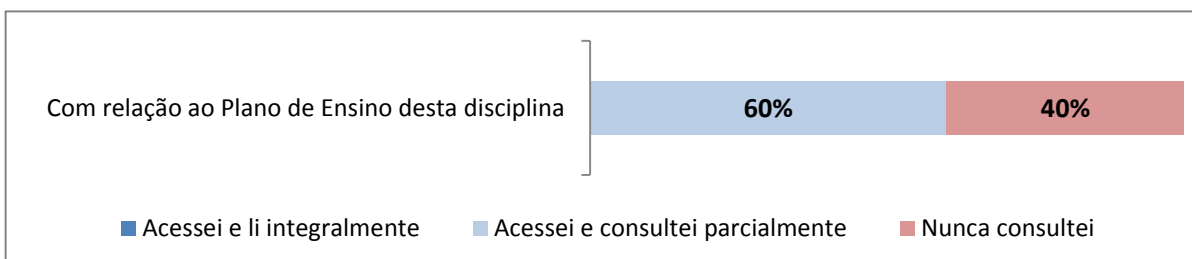 Com relação ao Plano de Ensino desta disciplina
60%
40%
Acessei e li integralmente
Acessei e consultei parcialmente
Nunca consultei